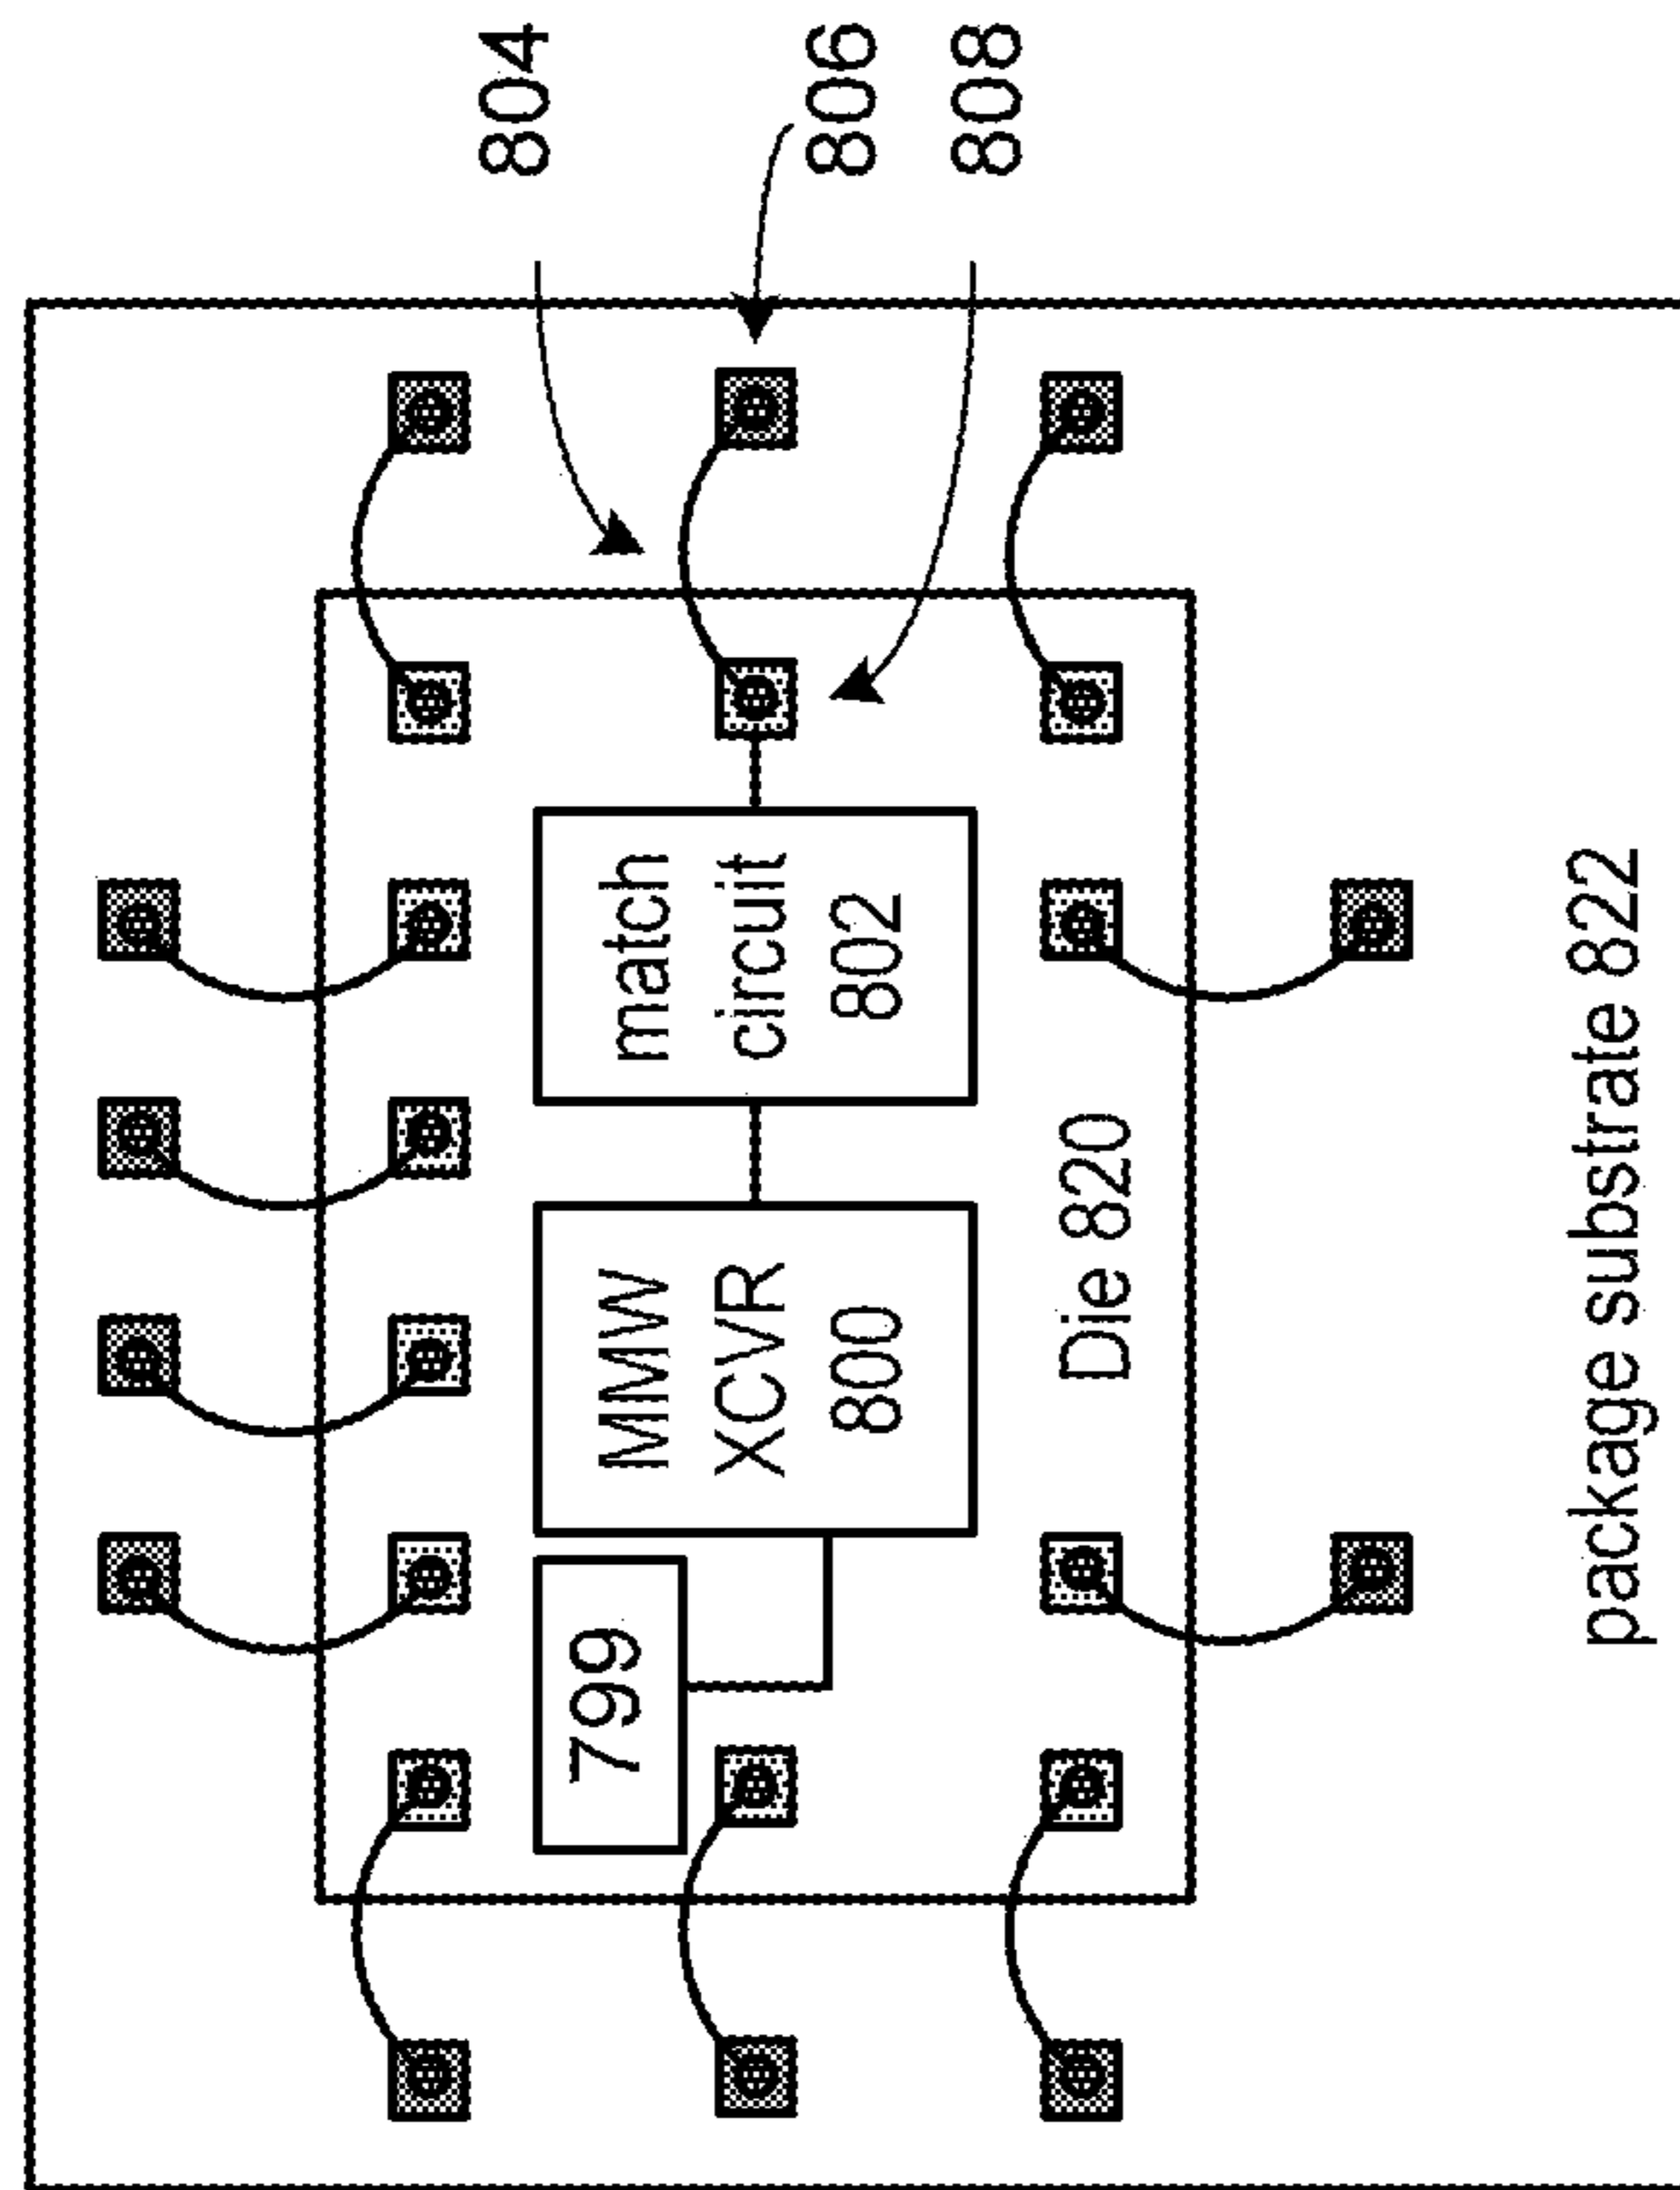 804
806
808
match
circuit
802
MMW
XCVR
800
799
Die 820
package substrate 822